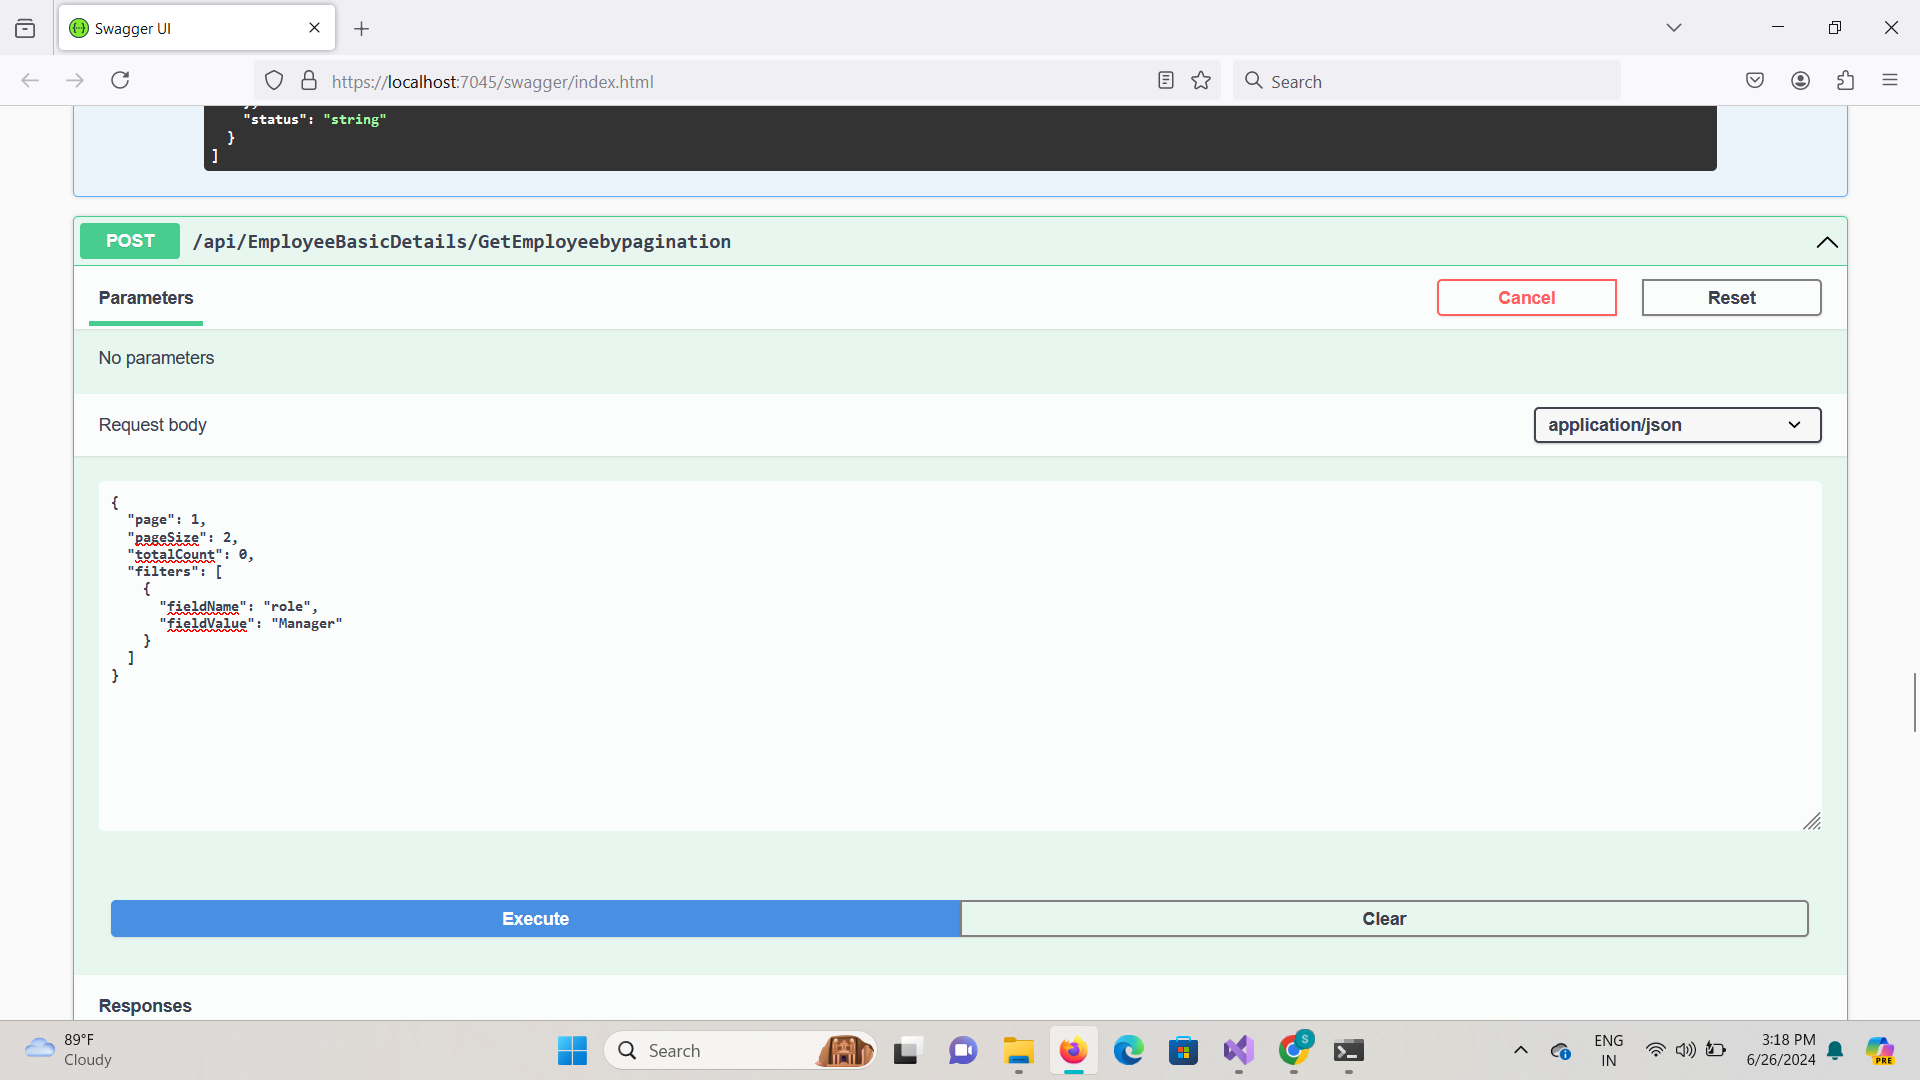 Swagger UI
https://localhost:7045/swagger/index.html
Search
"status": "string"
}
]
POST /api/EmployeeBasicDetails/GetEmployeebypagination
Parameters
Cancel
Reset
No parameters
Request body
application/json
{
"page": 1,
"pageSize": 2,
"totalCount": 0,
"filters": [
{
"fieldName": "role",
"fieldValue": "Manager"
}
]
}
Execute
Clear
Responses
89°F
Cloudy
Search
S
ENG
IN
3:18 PM
6/26/2024
PRE